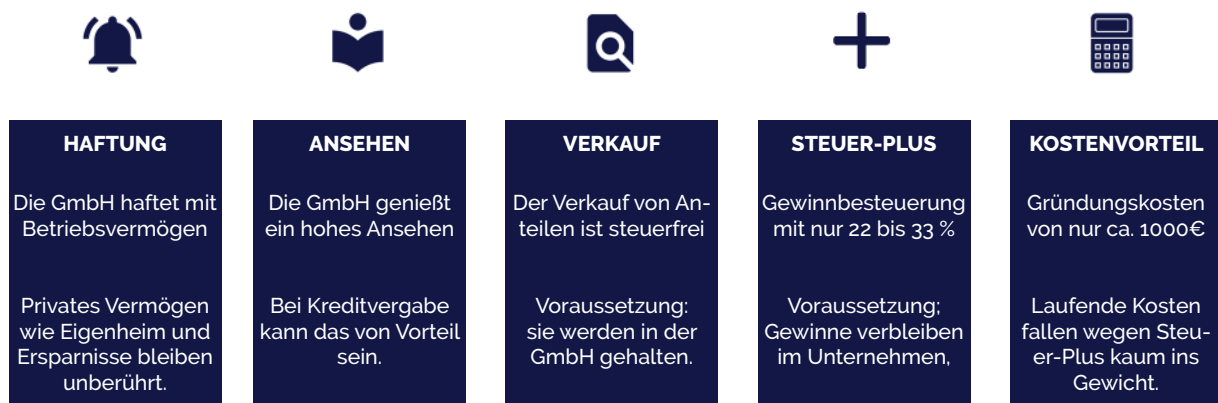 HAFTUNG
Die GmbH haftet mit
Betriebsvermögen
Privates Vermögen
wie Eigenheim und
Ersparnisse bleiben
unberührt.
ANSEHEN
Die GmbH genießt
ein hohes Ansehen
Bei Kreditvergabe
kann das von Vorteil
sein.
VERKAUF
Der Verkauf von An-
teilen ist steuerfrei
Voraussetzung:
sie werden in der
GmbH gehalten.
STEUER-PLUS
Gewinnbesteuerung
mit nur 22 bis 33 %
Voraussetzung;
Gewinne verbleiben
im Unternehmen,
KOSTENVORTEIL
Gründungskosten
von nur ca. 1000€
Laufende Kosten
fallen wegen Steu-
er-Plus kaum ins
Gewicht.